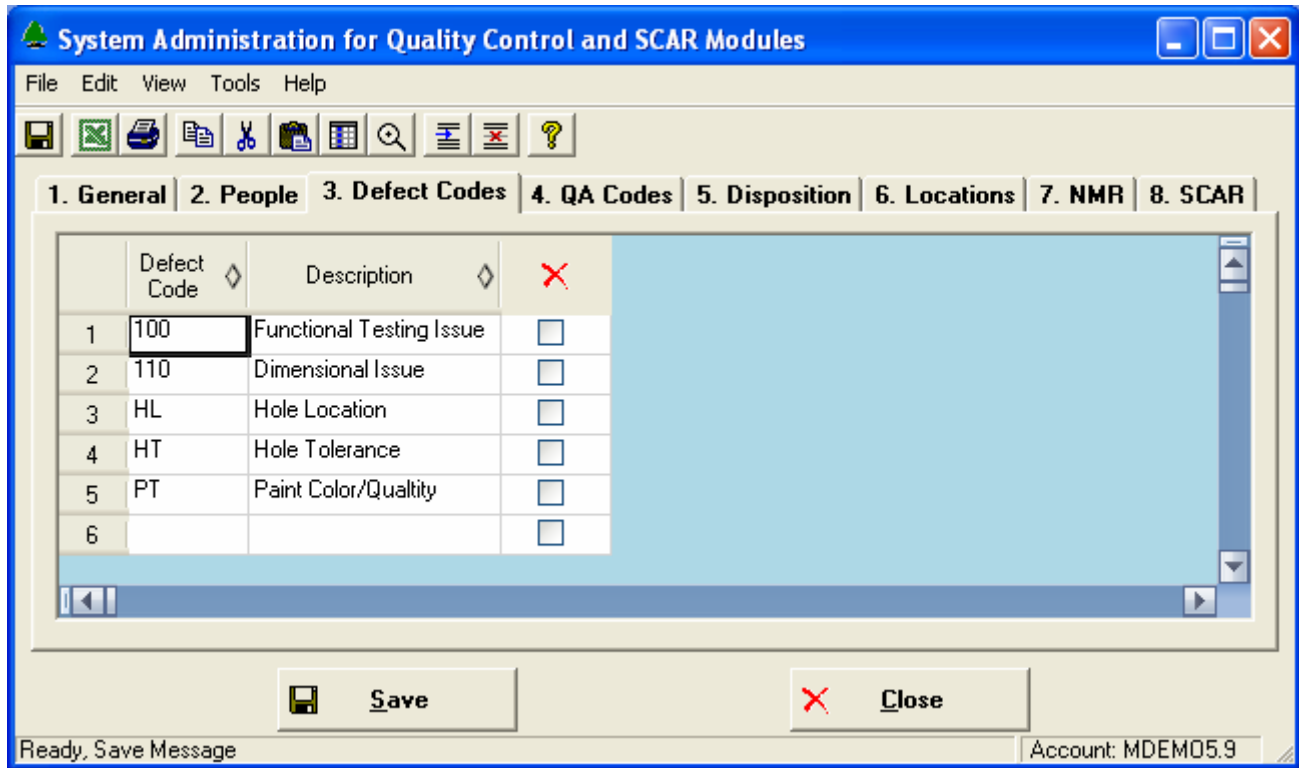 System Administration for Quality Control and SCAR Modules
File Edit View Tools Help
1. General 2. People 3. Defect Codes 4. QA Codes 5. Disposition 6. Locations 7. NMR 8. SCAR
Defect Code Description
1 100 Functional Testing Issue
2 110 Dimensional Issue
3 HL Hole Location
4 HT Hole Tolerance
5 PT Paint Color/Qualtity
6
Save Close
Ready, Save Message Account: MDEMO5.9